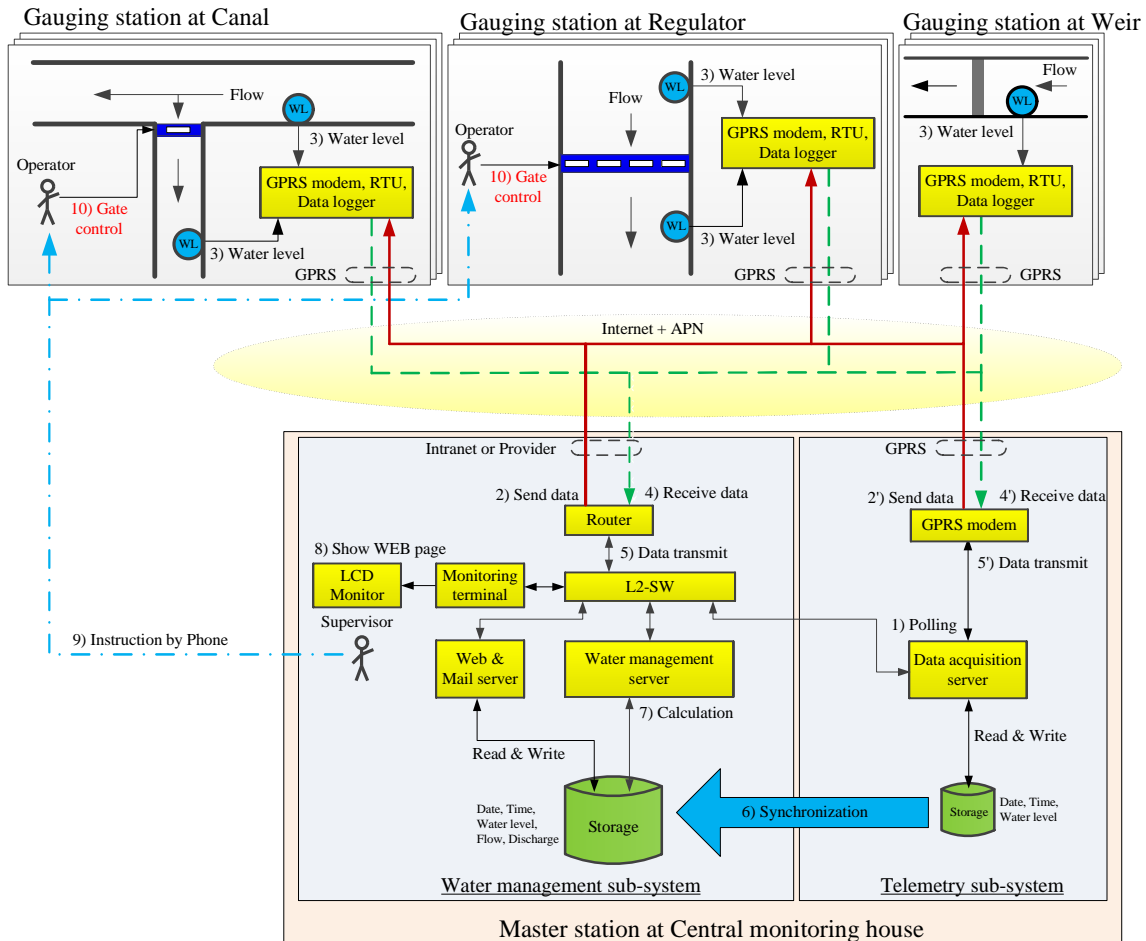 Gauging station at Canal
Flow
WL
3) Water level
Operator
10) Gate
control
GPRS modem, RTU,
Data logger
WL
3) Water level
GPRS
Gauging station at Regulator
WL
3) Water level
Flow
Operator
10) Gate
control
GPRS modem, RTU,
Data logger
WL
3) Water level
GPRS
Gauging station at Weir
Flow
WL
3) Water level
GPRS modem, RTU,
Data logger
GPRS
Internet + APN
Intranet or Provider
2) Send data
4) Receive data
Router
5) Data transmit
8) Show WEB page
LCD
Monitor
Monitoring
terminal
L2-SW
Supervisor
9) Instruction by Phone
Web &
Mail server
Water management
server
7) Calculation
Read & Write
Date, Time,
Water level,
Flow, Discharge
Storage
6) Synchronization
Water management sub-system
GPRS
2') Send data
4') Receive data
GPRS modem
5') Data transmit
1) Polling
Data acquisition
server
Read & Write
Storage
Date, Time,
Water level
Telemetry sub-system
Master station at Central monitoring house